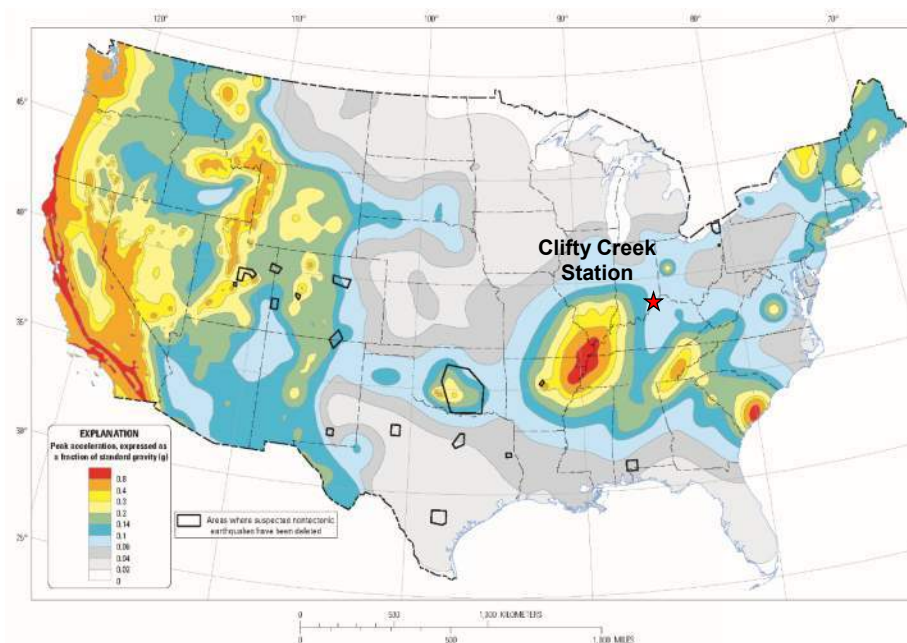 120°
110°
100°
90°
80°
70°
45°
40°
35°
30°
25°
Clifty Creek
Station
EXPLANATION
Peak acceleration, expressed as
a fraction of standard gravity (g)
0.8
0.4
0.3
0.2
0.14
0.1
0.06
0.04
0.02
0
Areas where suspected nontectonic
earthquakes have been deleted
0 500 1,000 KILOMETERS
0 500 1,000 MILES